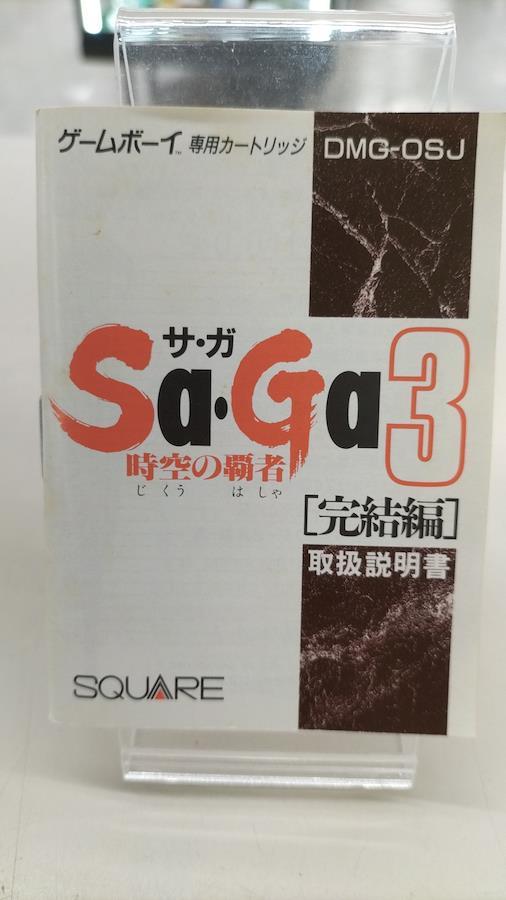 ゲームボーイ™専用カートリッジ DMG-OSJ
サ・ガ
Sa・Ga3
時空の覇者
じくう はしゃ
[完結編]
取扱説明書
SQUARE